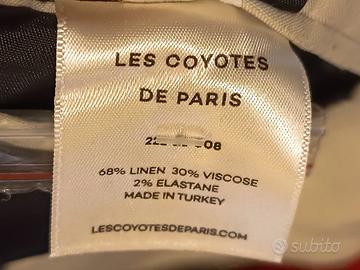 LES COYOTES
DE PARIS
68% LINEN 30% VISCOSE
2% ELASTANE
MADE IN TURKEY
LESCOYOTESDEPARIS.COM
subito